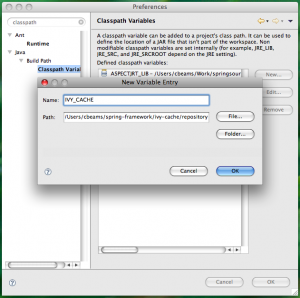 Preferences
Classpath Variables
Ant
Runtime
Java
Build Path
Classpath Variab
A classpath variable can be added to a project's class path. It can be used to
define the location of a JAR file that isn't part of the workspace. Non
modifiable classpath variables are set internally (for example, JRE_LIB,
JRE_SRC, and JRE_SRCROOT depend on the JRE setting).
Defined classpath variables:
ASPECTJRT_LIB - /Users/cbeams/Work/springsour
New...
Edit...
Remove
New Variable Entry
Name: IVY_CACHE
Path: /Users/cbeams/spring-framework/ivy-cache/repository
File...
Folder...
?
Cancel
OK
?
Cancel
OK